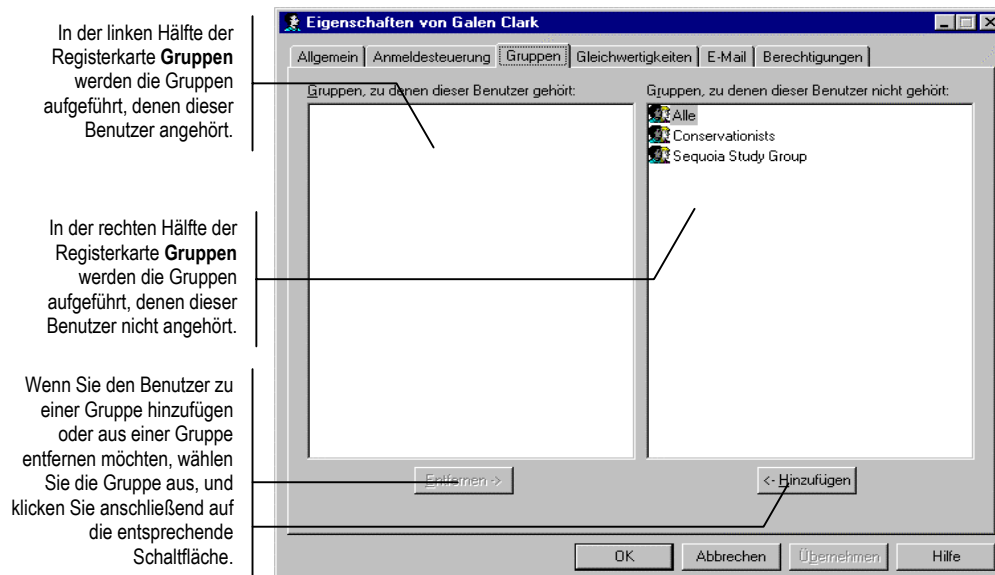 In der linken Hälfte der
Registerkarte Gruppen
werden die Gruppen
aufgeführt, denen dieser
Benutzer angehört.
In der rechten Hälfte der
Registerkarte Gruppen
werden die Gruppen
aufgeführt, denen dieser
Benutzer nicht angehört.
Wenn Sie den Benutzer zu
einer Gruppe hinzufügen
oder aus einer Gruppe
entfernen möchten, wählen
Sie die Gruppe aus, und
klicken Sie anschließend auf
die entsprechende
Schaltfläche.
Eigenschaften von Galen Clark
Allgemein Anmeldesteuerung Gruppen Gleichwertigkeiten E-Mail Berechtigungen
Gruppen, zu denen dieser Benutzer gehört:
Gruppen, zu denen dieser Benutzer nicht gehört:
Alle
Conservationists
Sequoia Study Group
Entfernen ->
<- Hinzufügen
OK Abbrechen Übernehmen Hilfe